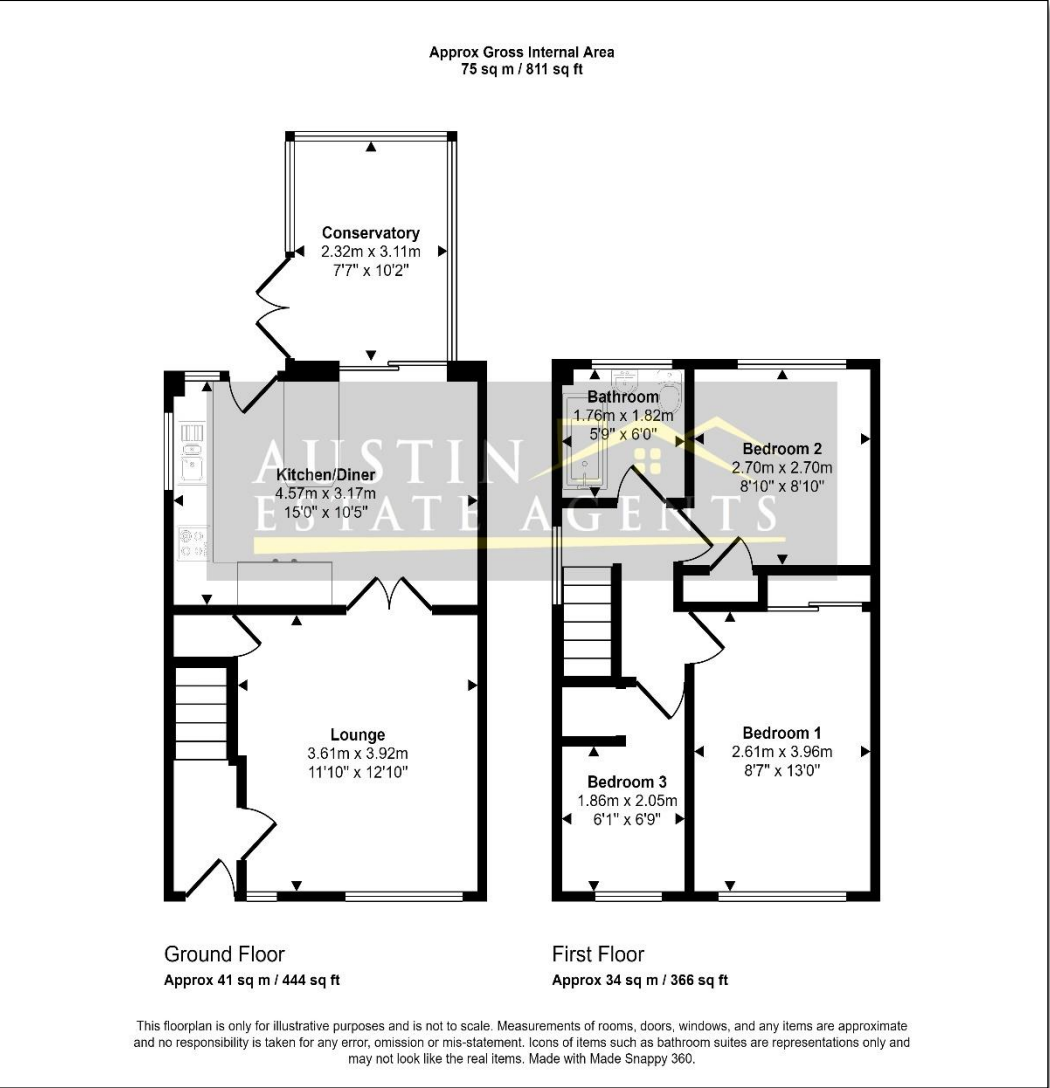 Approx Gross Internal Area
75 sq m / 811 sq ft
Conservatory
2.32m x 3.11m
7'7" x 10'2"
Kitchen/Diner
4.57m x 3.17m
15'0" x 10'5"
AUSTIN
ESTATE AGENTS
Lounge
3.61m x 3.92m
11'10" x 12'10"
Bathroom
1.76m x 1.82m
5'9" x 6'0"
Bedroom 2
2.70m x 2.70m
8'10" x 8'10"
Bedroom 1
2.61m x 3.96m
8'7" x 13'0"
Bedroom 3
1.86m x 2.05m
6'1" x 6'9"
Ground Floor
Approx 41 sq m / 444 sq ft
First Floor
Approx 34 sq m / 366 sq ft
This floorplan is only for illustrative purposes and is not to scale. Measurements of rooms, doors, windows, and any items are approximate
and no responsibility is taken for any error, omission or mis-statement. Icons of items such as bathroom suites are representations only and
may not look like the real items. Made with Made Snappy 360.